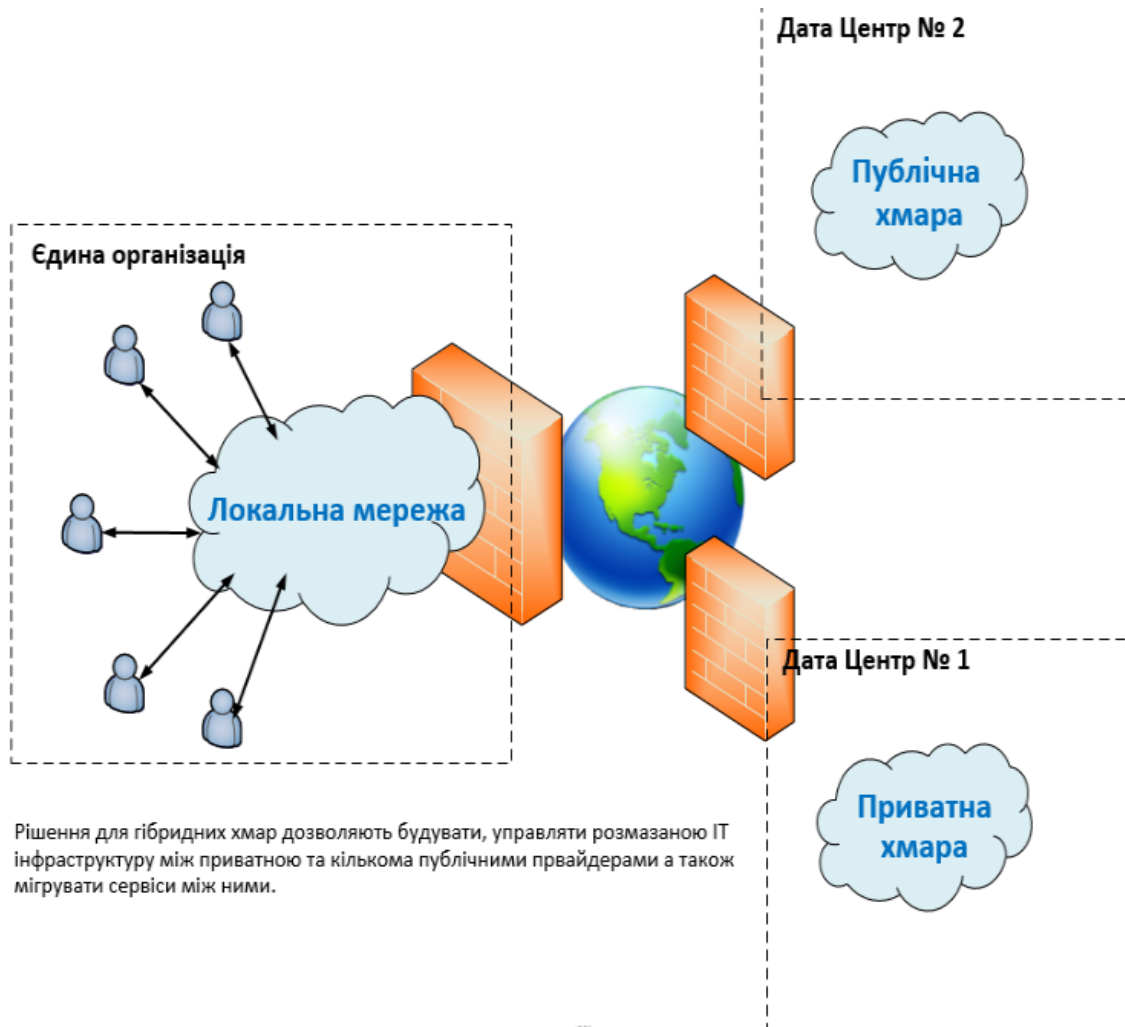 Дата Центр № 2
Публічна
хмара
Єдина організація
Локальна мережа
Дата Центр № 1
Приватна
хмара
Рішення для гібридних хмар дозволяють будувати, управляти розмазаною ІТ
інфраструктуру між приватною та кількома публічними првайдерами а також
мігрувати сервіси між ними.